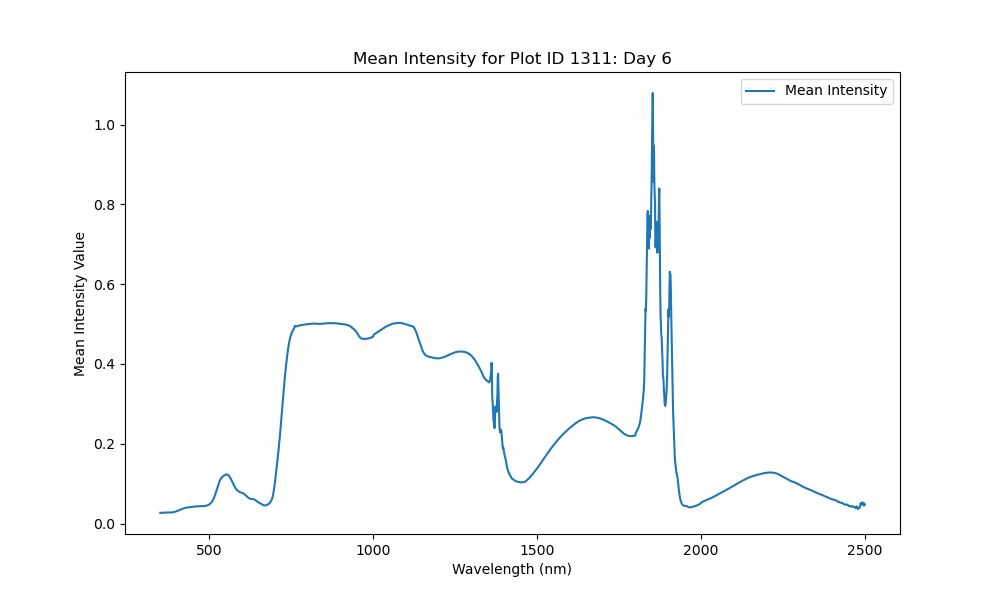 Mean Intensity for Plot ID 1311: Day 6
Mean Intensity
1.0
0.8
0.6
0.4
0.2
0.0
Mean Intensity Value
500
1000
1500
2000
2500
Wavelength (nm)